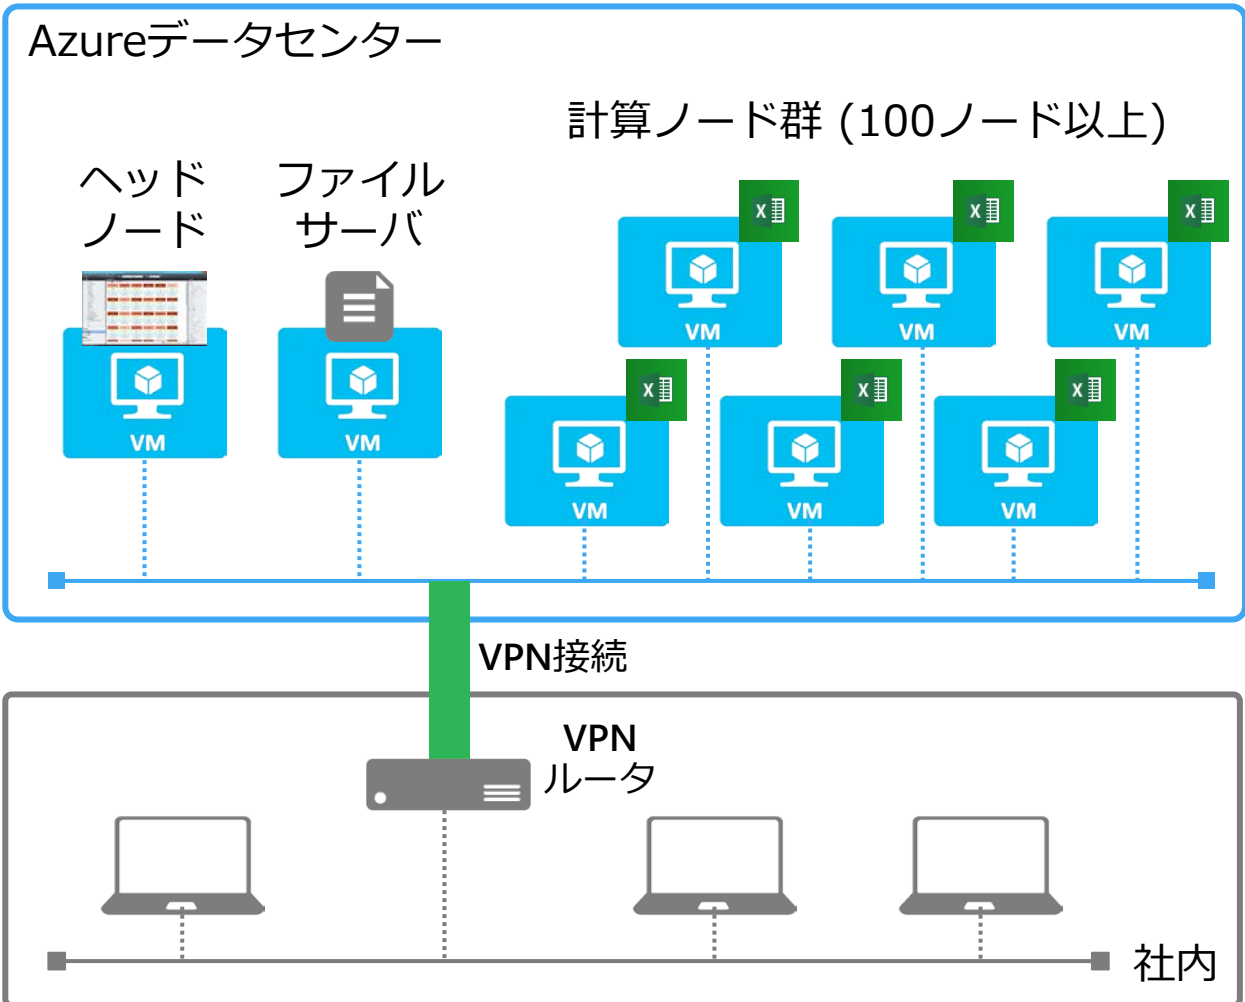 Azureデータセンター
計算ノード群 (100ノード以上)
ヘッド
ノード
ファイル
サーバ
X
X
X
VM
VM
VM
VM
VM
X
X
X
VM
VM
VM
VPN接続
VPN
ルータ
社内